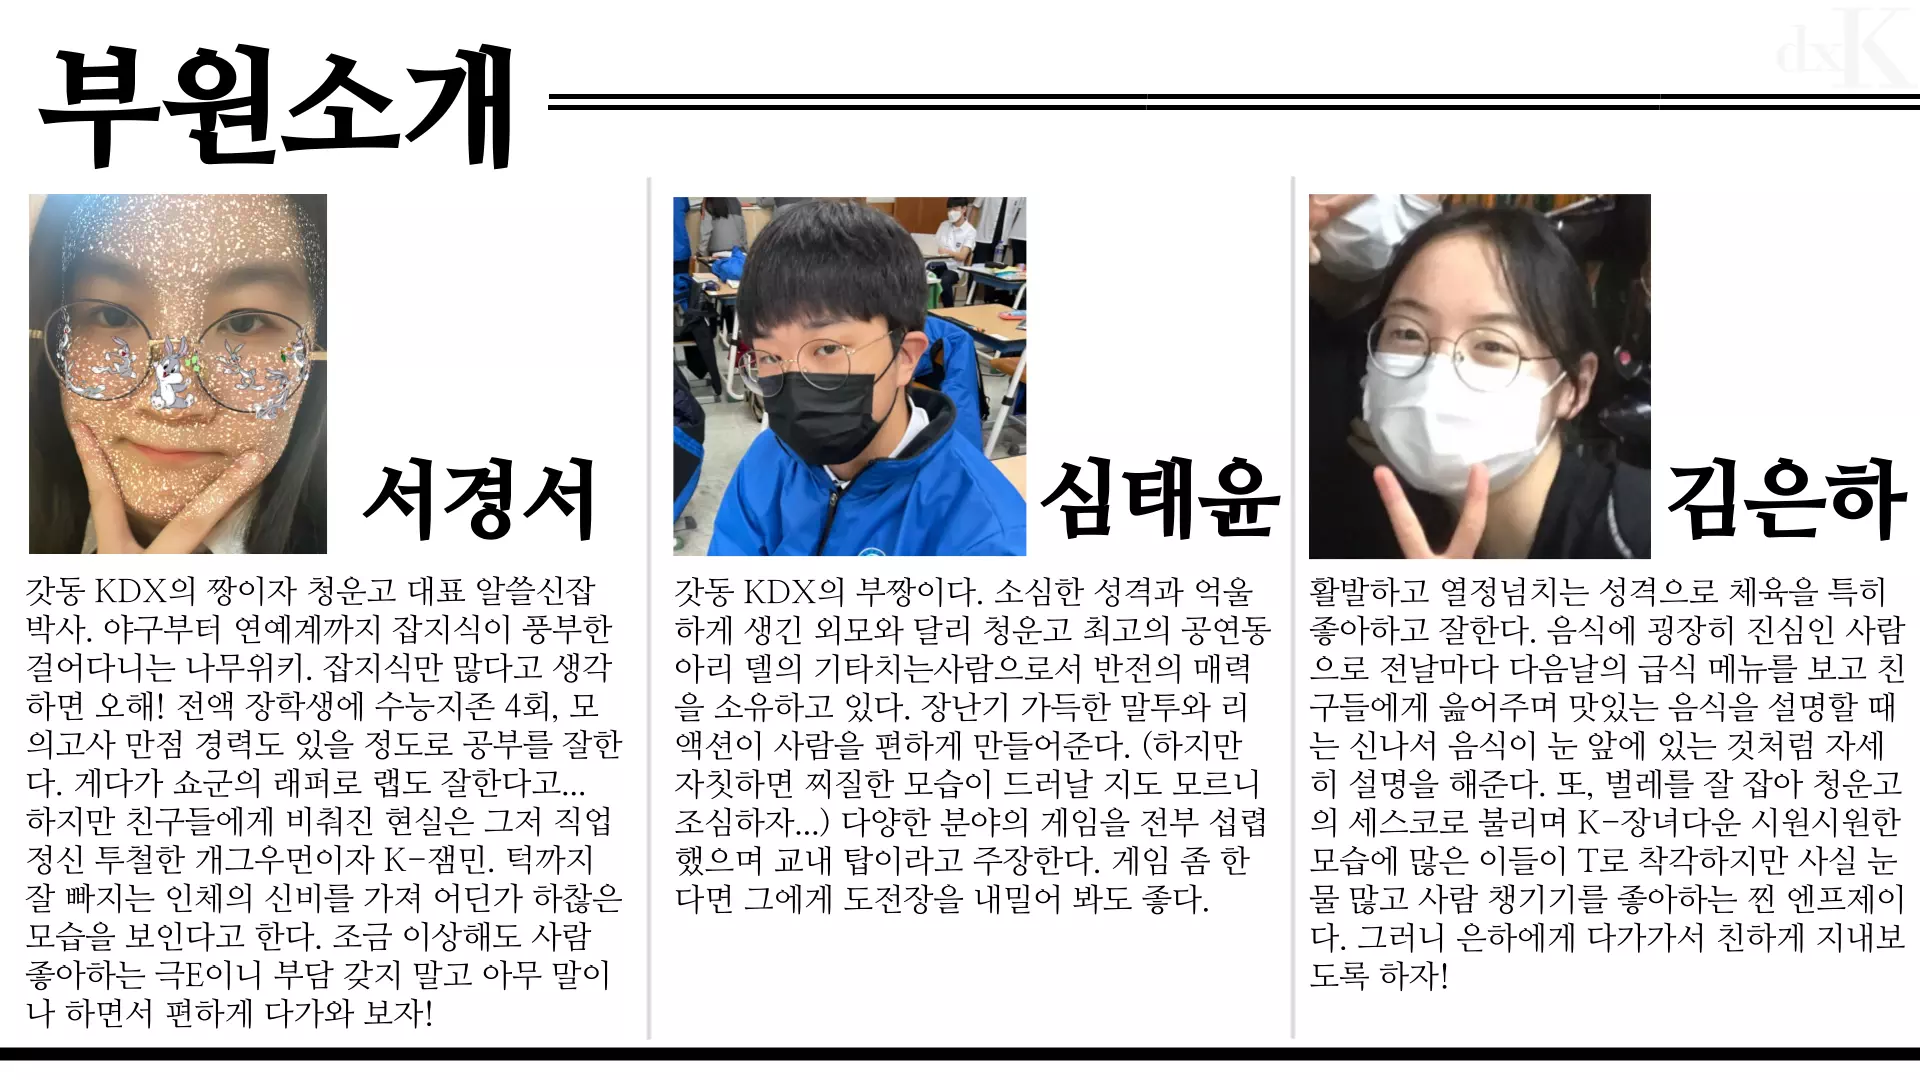 dxK
부원소개
서경서
갓동 KDX의 짱이자 청운고 대표 알쓸신잡
박사. 야구부터 연예계까지 잡지식이 풍부한
걸어다니는 나무위키. 잡지식만 많다고 생각
하면 오해! 전액 장학생에 수능지존 4회, 모
의고사 만점 경력도 있을 정도로 공부를 잘한
다. 게다가 쇼군의 래퍼로 랩도 잘한다고...
하지만 친구들에게 비춰진 현실은 그저 직업
정신 투철한 개그우먼이자 K-잼민. 턱까지
잘 빠지는 인체의 신비를 가져 어딘가 하찮은
모습을 보인다고 한다. 조금 이상해도 사람
좋아하는 극E이니 부담 갖지 말고 아무 말이
나 하면서 편하게 다가와 보자!
심태윤
갓동 KDX의 부짱이다. 소심한 성격과 억울
하게 생긴 외모와 달리 청운고 최고의 공연동
아리 델의 기타치는사람으로서 반전의 매력
을 소유하고 있다. 장난기 가득한 말투와 리
액션이 사람을 편하게 만들어준다. (하지만
자칫하면 찌질한 모습이 드러날 지도 모르니
조심하자...) 다양한 분야의 게임을 전부 섭렵
했으며 교내 탑이라고 주장한다. 게임 좀 한
다면 그에게 도전장을 내밀어 봐도 좋다.
김은하
활발하고 열정넘치는 성격으로 체육을 특히
좋아하고 잘한다. 음식에 굉장히 진심인 사람
으로 전날마다 다음날의 급식 메뉴를 보고 친
구들에게 읊어주며 맛있는 음식을 설명할 때
는 신나서 음식이 눈 앞에 있는 것처럼 자세
히 설명을 해준다. 또, 벌레를 잘 잡아 청운고
의 세스코로 불리며 K-장녀다운 시원시원한
모습에 많은 이들이 T로 착각하지만 사실 눈
물 많고 사람 챙기기를 좋아하는 찐 엔프제이
다. 그러니 은하에게 다가가서 친하게 지내보
도록 하자!